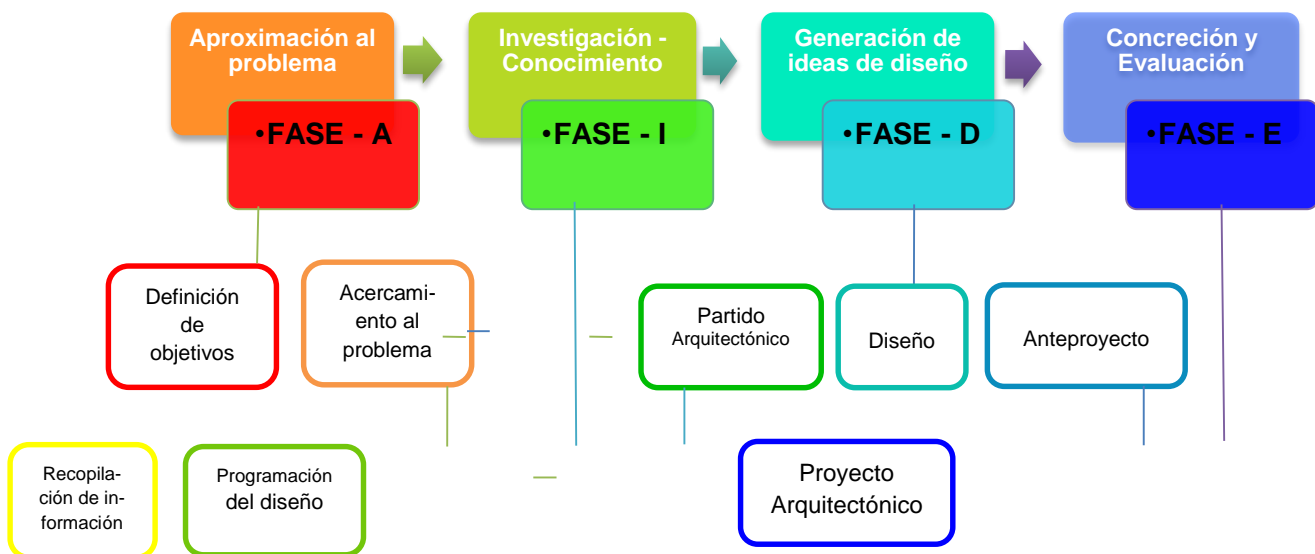 Aproximación al
problema
Investigación -
Conocimiento
Generación de
ideas de diseño
Concreción y
Evaluación
•FASE - A
•FASE - I
•FASE - D
•FASE - E
Definición
de
objetivos
Acercami-
ento al
problema
Partido
Arquitectónico
Diseño
Anteproyecto
Recopila-
ción de in-
formación
Programación
del diseño
Proyecto
Arquitectónico